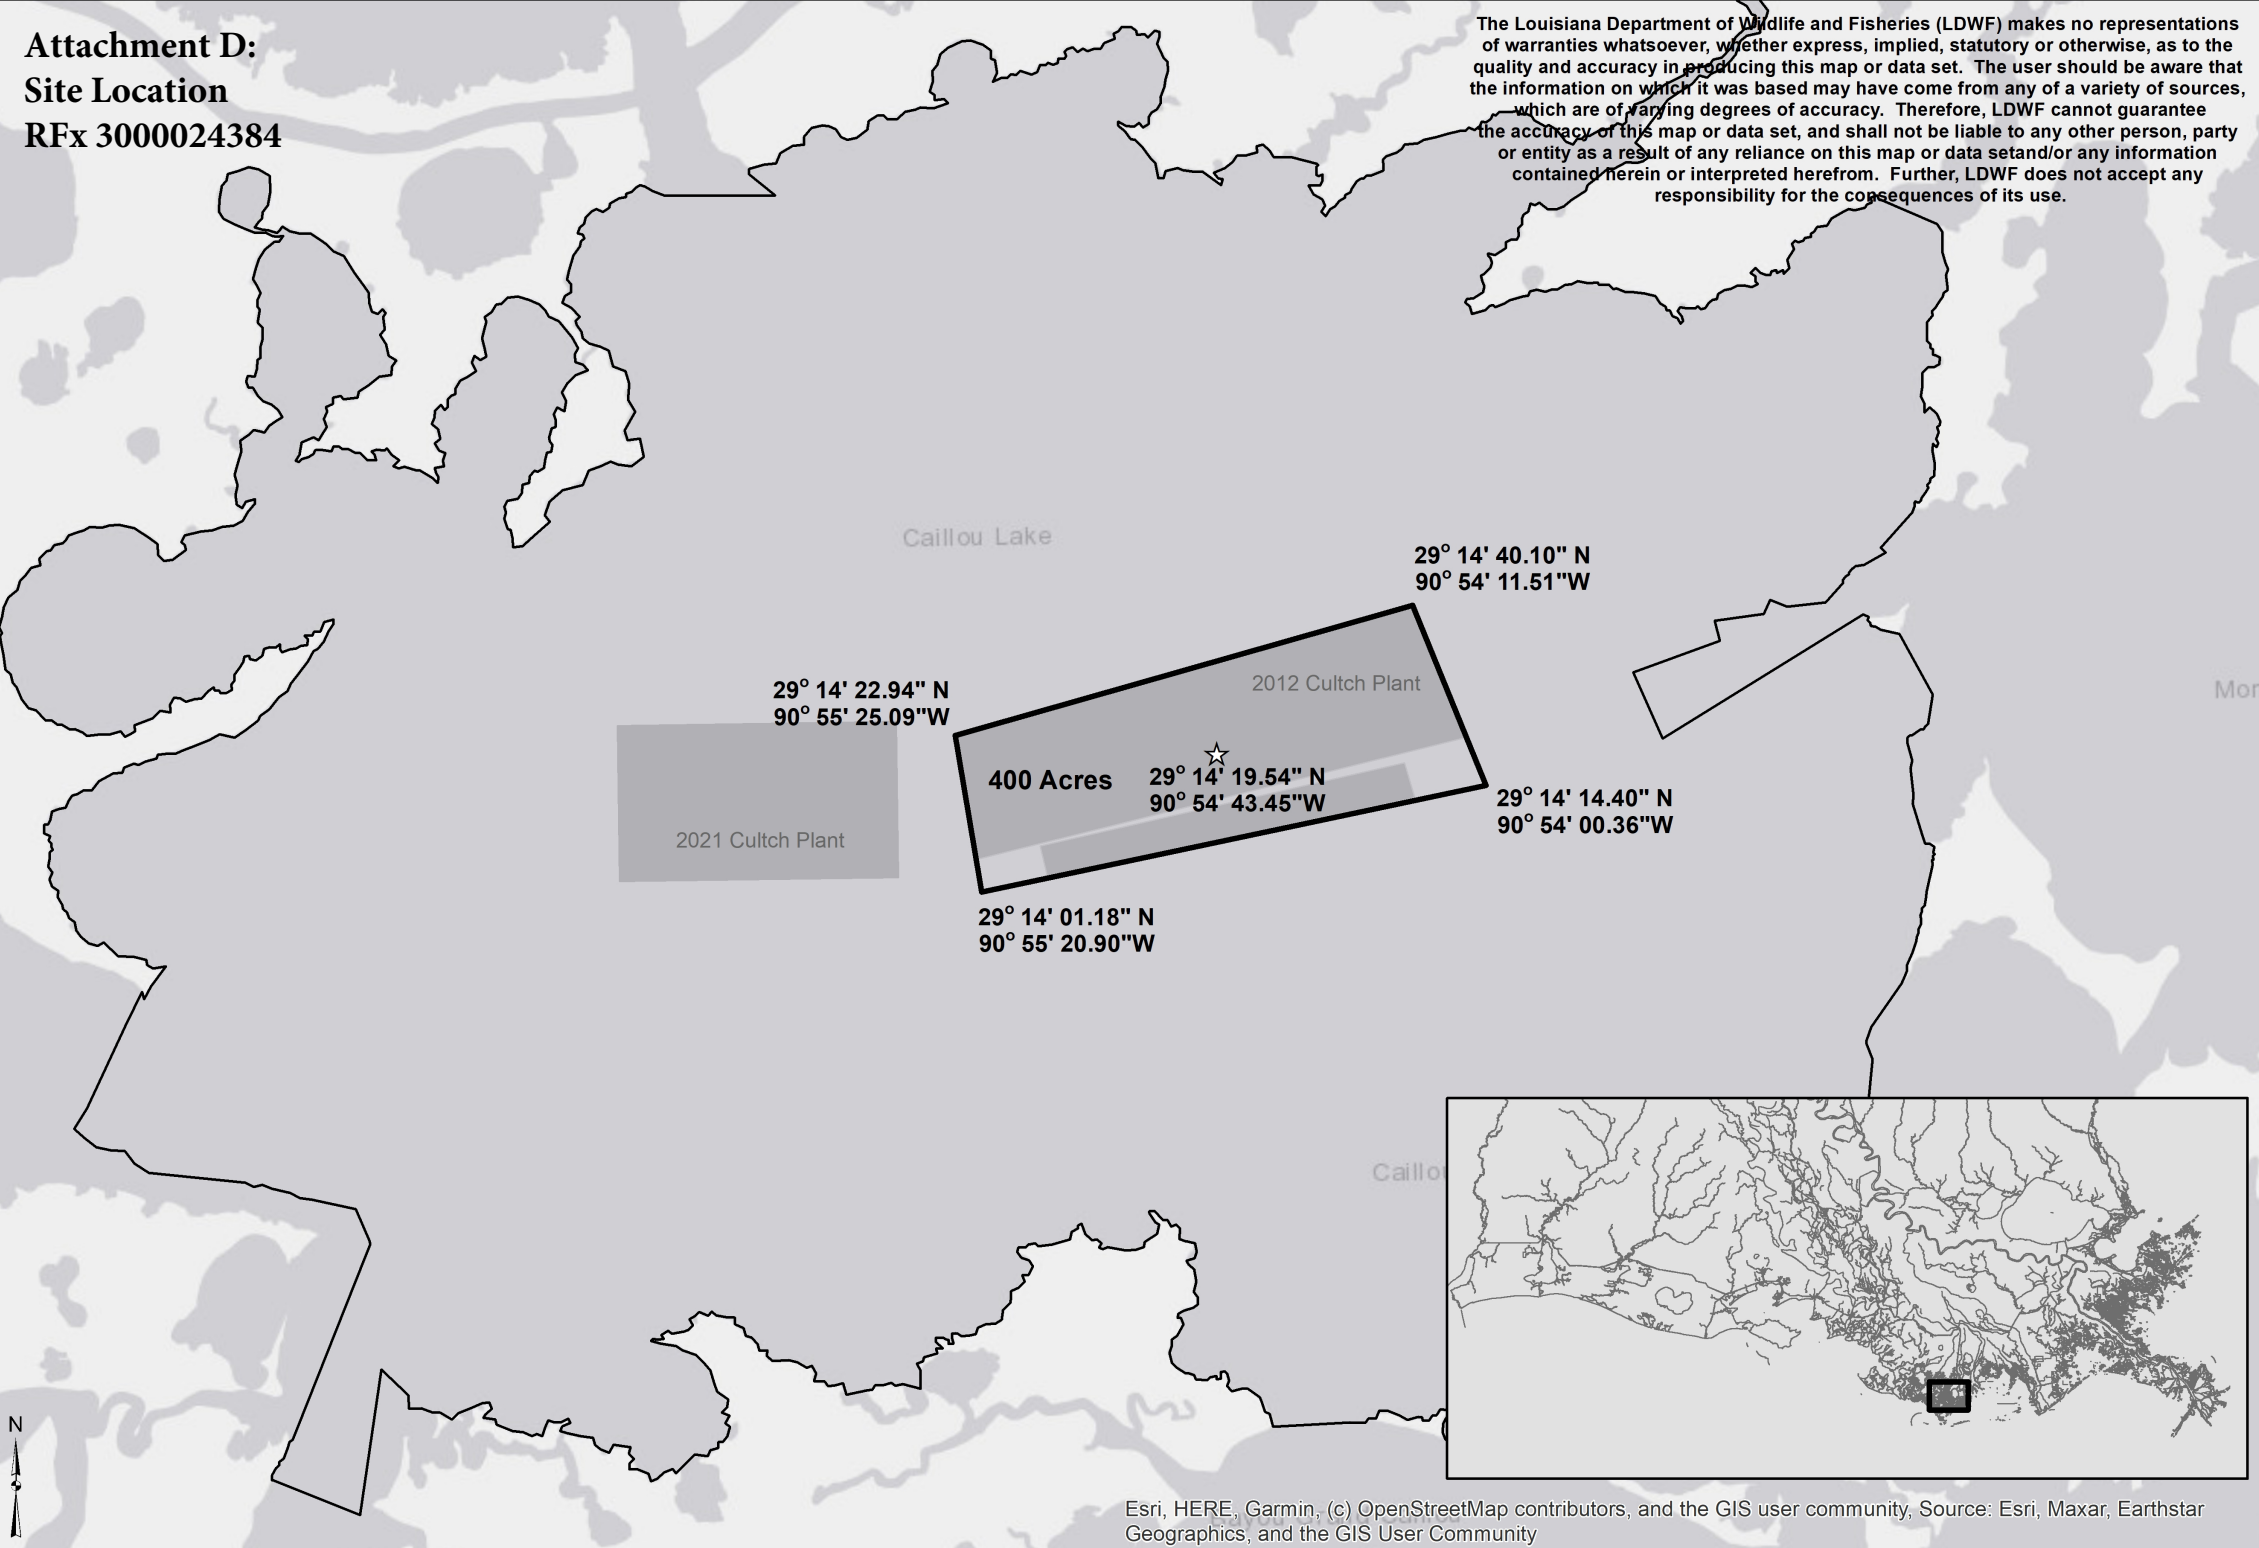 Attachment D:
Site Location
RFx 3000024384
The Louisiana Department of Wildlife and Fisheries (LDWF) makes no representations
of warranties whatsoever, whether express, implied, statutory or otherwise, as to the
quality and accuracy in producing this map or data set. The user should be aware that
the information on which it was based may have come from any of a variety of sources,
which are of varying degrees of accuracy. Therefore, LDWF cannot guarantee
the accuracy of this map or data set, and shall not be liable to any other person, party
or entity as a result of any reliance on this map or data setand/or any information
contained herein or interpreted herefrom. Further, LDWF does not accept any
responsibility for the consequences of its use.
Caillou Lake
29° 14' 40.10" N
90° 54' 11.51"W
29° 14' 22.94" N
90° 55' 25.09"W
2012 Cultch Plant
Mor
400 Acres
29° 14' 19.54" N
90° 54' 43.45"W
29° 14' 14.40" N
90° 54' 00.36"W
2021 Cultch Plant
29° 14' 01.18" N
90° 55' 20.90"W
Caillou
N
Esri, HERE, Garmin, (c) OpenStreetMap contributors, and the GIS user community, Source: Esri, Maxar, Earthstar
Geographics, and the GIS User Community